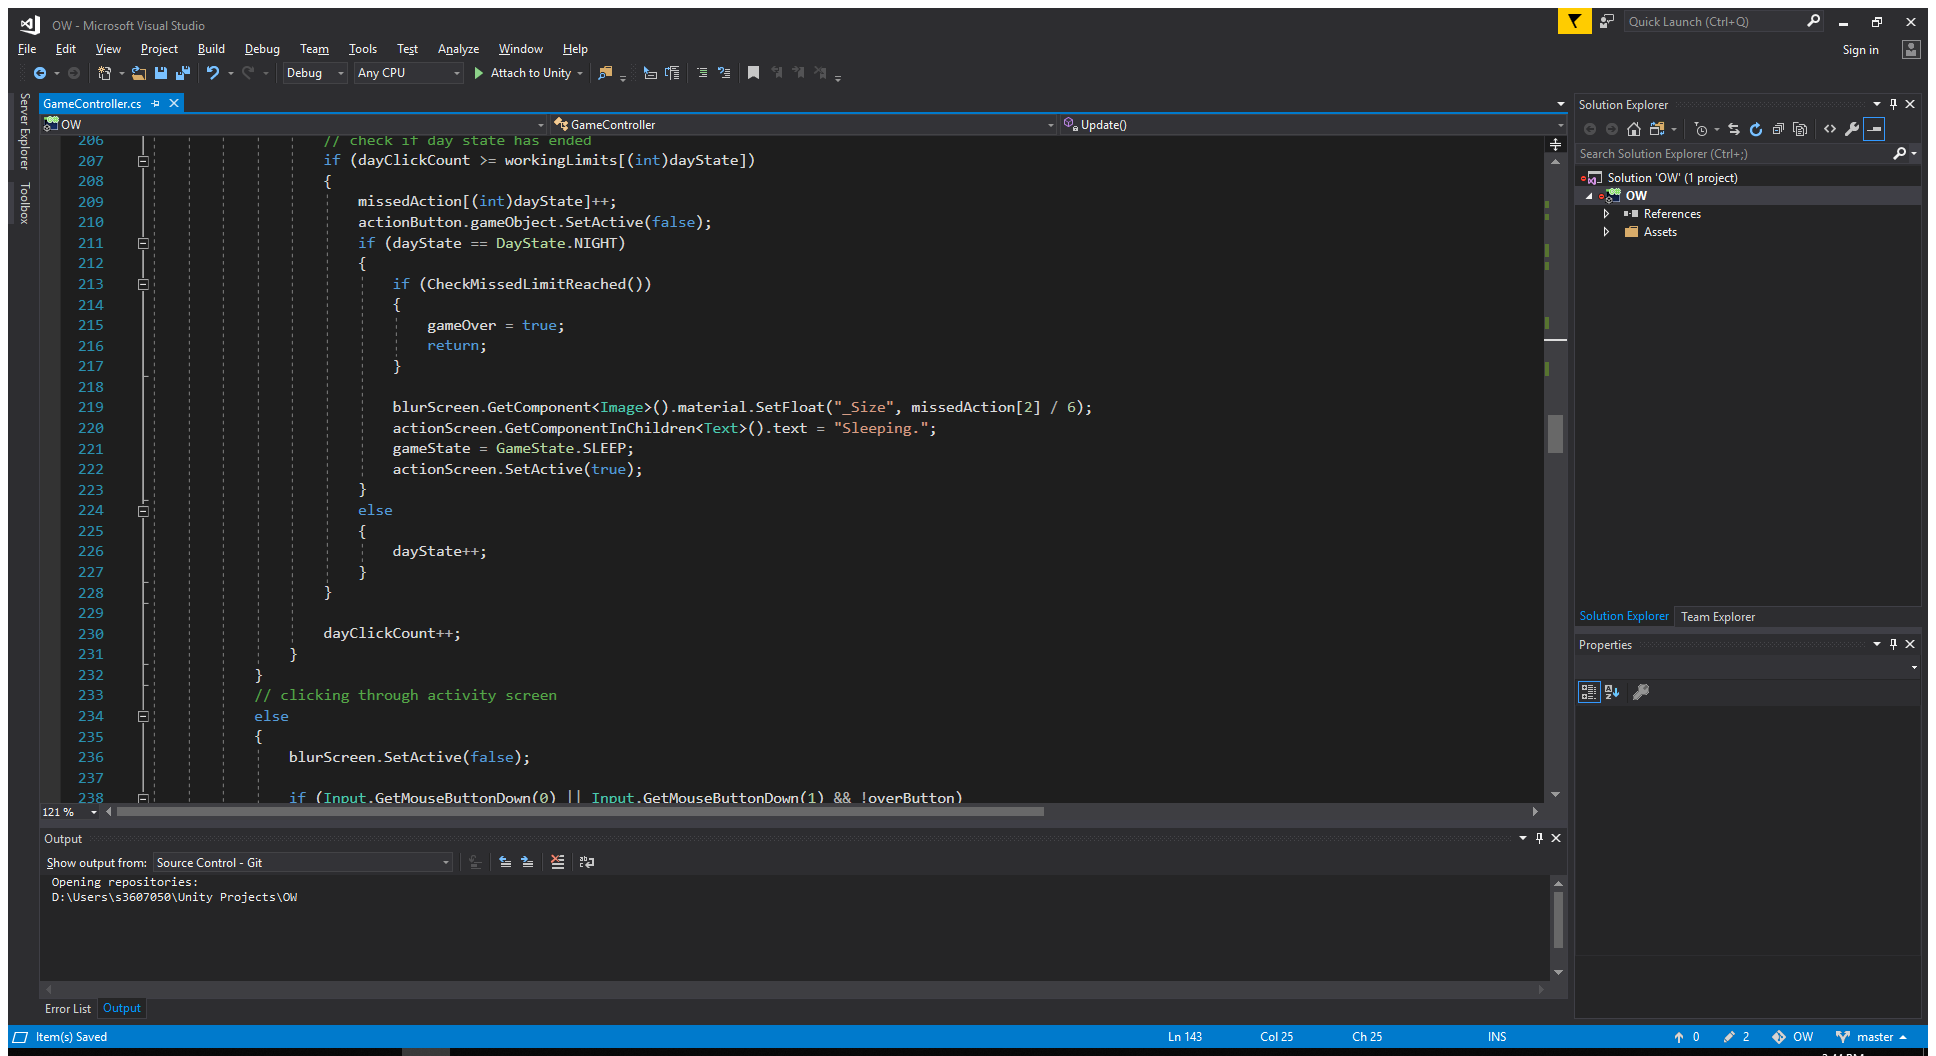 OW - Microsoft Visual Studio
Quick Launch (Ctrl+Q)
File Edit View Project Build Debug Team Tools Test Analyze Window Help
Sign in
Debug Any CPU Attach to Unity
Server Explorer
Toolbox
GameController.cs
OW GameController Update()
206 // check if day state has ended
207 if (dayClickCount >= workingLimits[(int)dayState])
208 {
209 missedAction[(int)dayState]++;
210 actionButton.gameObject.SetActive(false);
211 if (dayState == DayState.NIGHT)
212 {
213 if (CheckMissedLimitReached())
214 {
215 gameOver = true;
216 return;
217 }
218
219 blurScreen.GetComponent<Image>().material.SetFloat("_Size", missedAction[2] / 6);
220 actionScreen.GetComponentInChildren<Text>().text = "Sleeping.";
221 gameState = GameState.SLEEP;
222 actionScreen.SetActive(true);
223 }
224 else
225 {
226 dayState++;
227 }
228 }
229
230 dayClickCount++;
231 }
232 }
233 // clicking through activity screen
234 else
235 {
236 blurScreen.SetActive(false);
237
238 if (Input.GetMouseButtonDown(0) || Input.GetMouseButtonDown(1) && !overButton)
121 %
Solution Explorer
Search Solution Explorer (Ctrl+;)
Solution 'OW' (1 project)
OW
References
Assets
Solution Explorer Team Explorer
Properties
Output
Show output from: Source Control - Git
Opening repositories:
D:\Users\s3607050\Unity Projects\OW
Error List Output
Item(s) Saved Ln 143 Col 25 Ch 25 INS 0 2 OW master